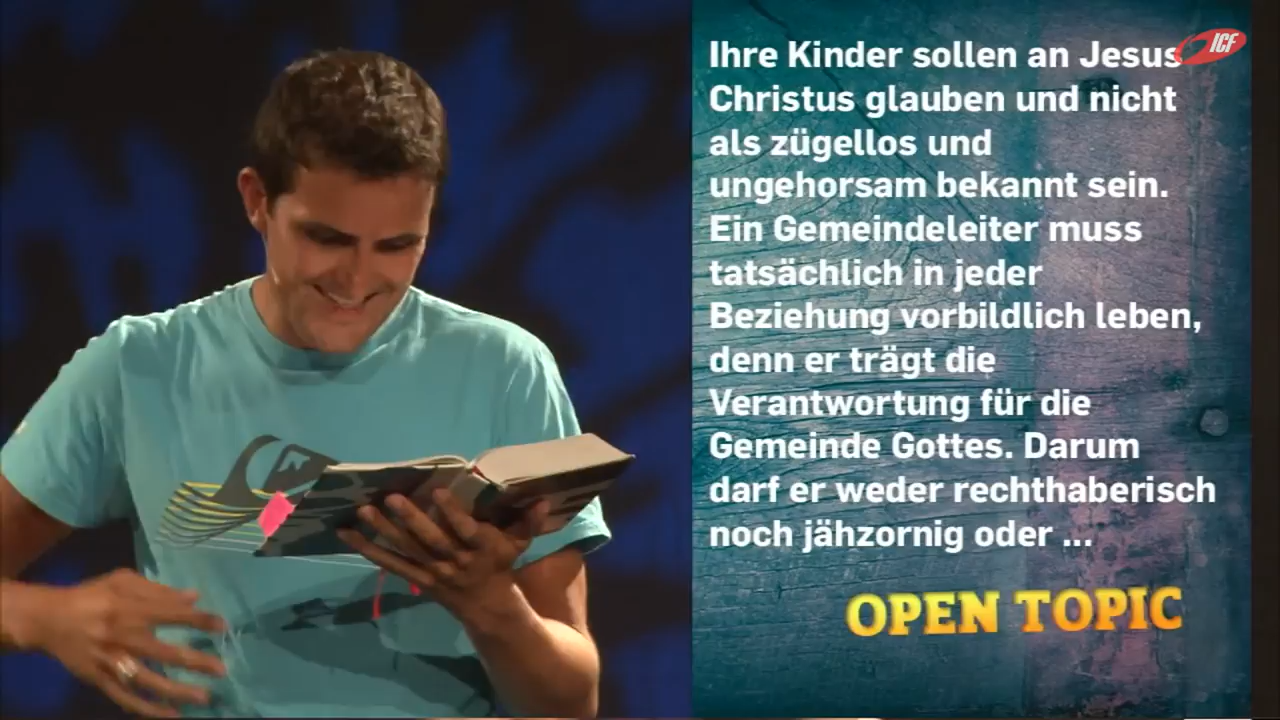 Ihre Kinder sollen an Jesus
Christus glauben und nicht
als zügellos und
ungehorsam bekannt sein.
Ein Gemeindeleiter muss
tatsächlich in jeder
Beziehung vorbildlich leben,
denn er trägt die
Verantwortung für die
Gemeinde Gottes. Darum
darf er weder rechthaberisch
noch jähzornig oder ...
OPEN TOPIC
ICF